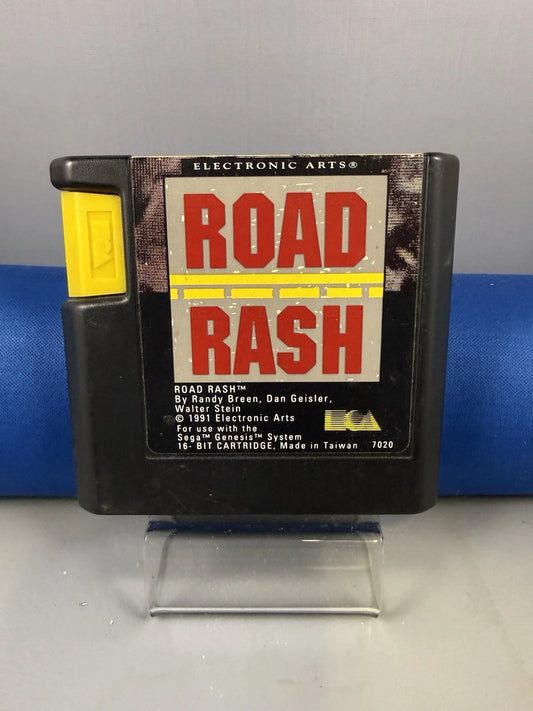 ELECTRONIC ARTS®
ROAD
RASH
ROAD RASH™
By Randy Breen, Dan Geisler,
Walter Stein
© 1991 Electronic Arts
For use with the
Sega™ Genesis™ System
16- BIT CARTRIDGE, Made in Taiwan 7020
EA